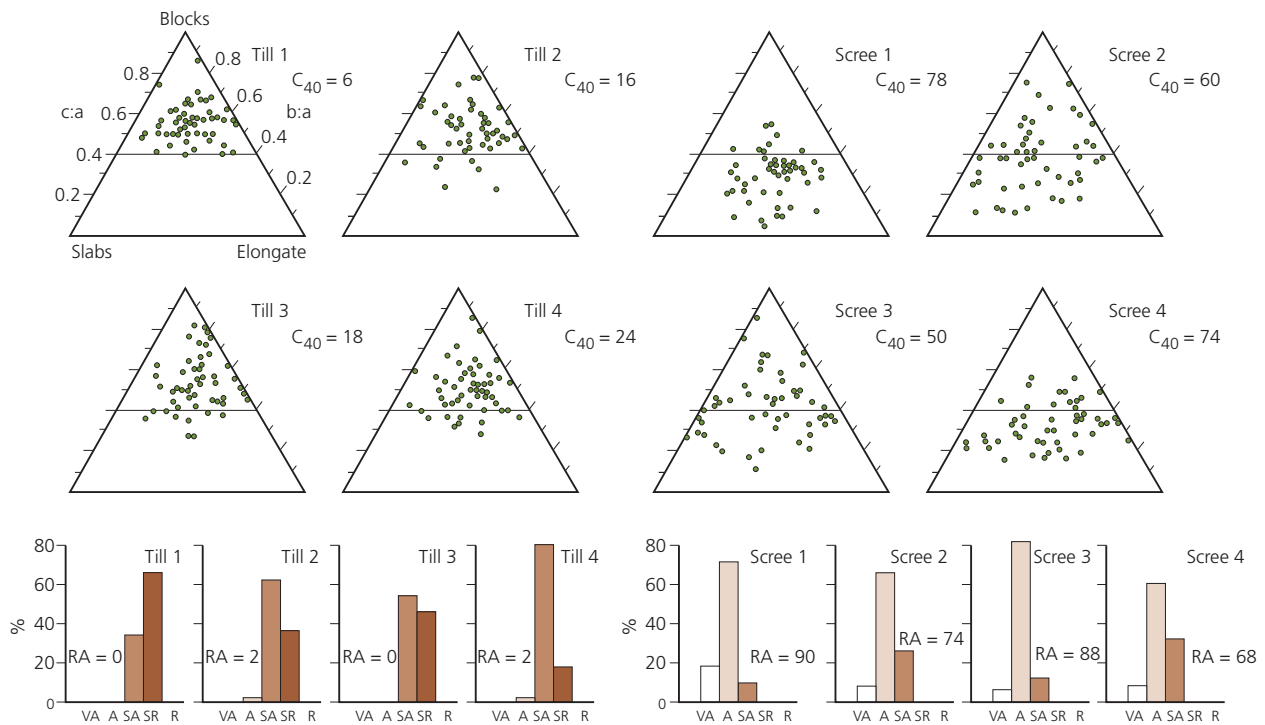 Blocks
0.8
0.8
Till 1
C40 = 6
0.6
c:a
0.6
b:a
0.4
0.4
0.2
0.2
Slabs
Elongate
Till 2
C40 = 16
Scree 1
C40 = 78
Scree 2
C40 = 60
Till 3
C40 = 18
Till 4
C40 = 24
Scree 3
C40 = 50
Scree 4
C40 = 74
80
60
40
20
0
%
Till 1
RA = 0
VA A SA SR R
Till 2
RA = 2
VA A SA SR R
Till 3
RA = 0
VA A SA SR R
Till 4
RA = 2
VA A SA SR R
80
60
40
20
0
%
Scree 1
RA = 90
VA A SA SR R
Scree 2
RA = 74
VA A SA SR R
Scree 3
RA = 88
VA A SA SR R
Scree 4
RA = 68
VA A SA SR R